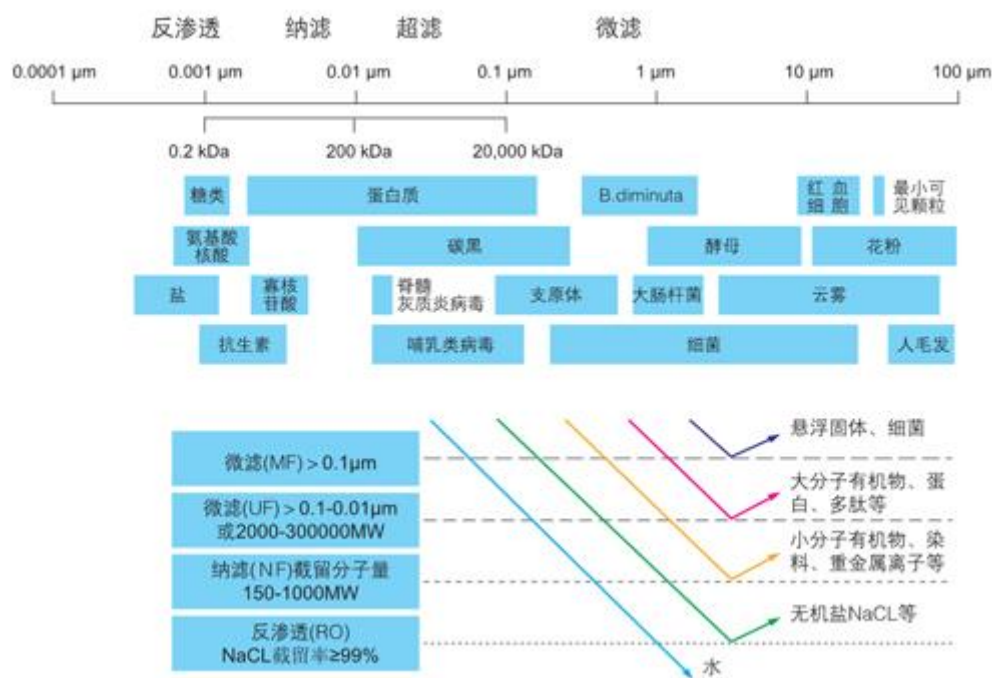 反渗透 纳滤 超滤 微滤
0.0001 μm 0.001 μm 0.01 μm 0.1 μm 1 μm 10 μm 100 μm
0.2 kDa 200 kDa 20,000 kDa
糖类 蛋白质 B.diminuta 红血 最小可
细胞 见颗粒
氨基酸 碳黑 酵母 花粉
核酸
盐 寡核 脊髓 支原体 大肠杆菌 云雾
苷酸 灰质炎病毒
抗生素 哺乳类病毒 细菌 人毛发
悬浮固体、细菌
微滤(MF)>0.1μm
大分子有机物、蛋
白、多肽等
微滤(UF)>0.1-0.01μm
或2000-300000MW
小分子有机物、染
料、重金属离子等
纳滤(NF)截留分子量
150-1000MW
无机盐NaCL等
反渗透(RO)
NaCL截留率≥99%
水